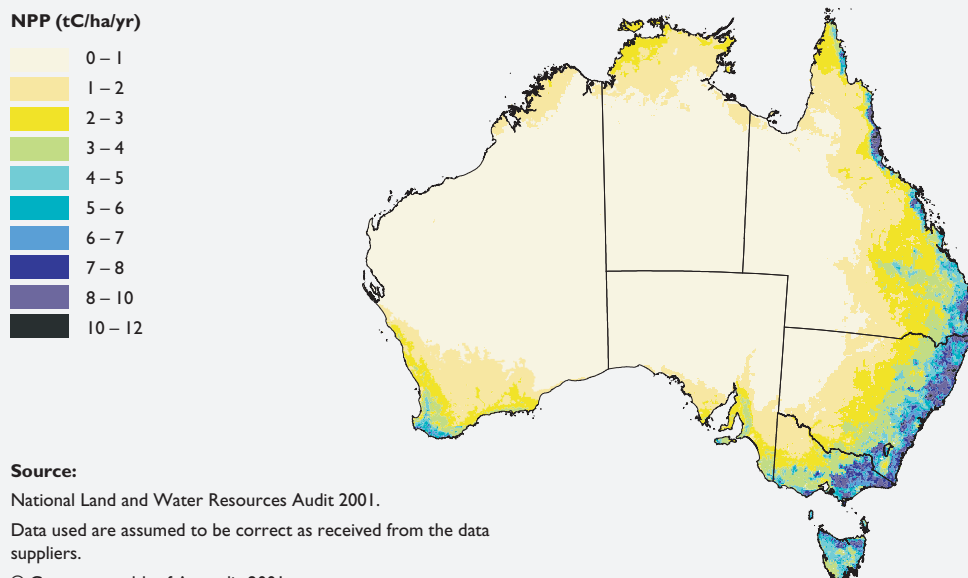 NPP (tC/ha/yr)
0 – 1
1 – 2
2 – 3
3 – 4
4 – 5
5 – 6
6 – 7
7 – 8
8 – 10
10 – 12
Source:
National Land and Water Resources Audit 2001.
Data used are assumed to be correct as received from the data
suppliers.